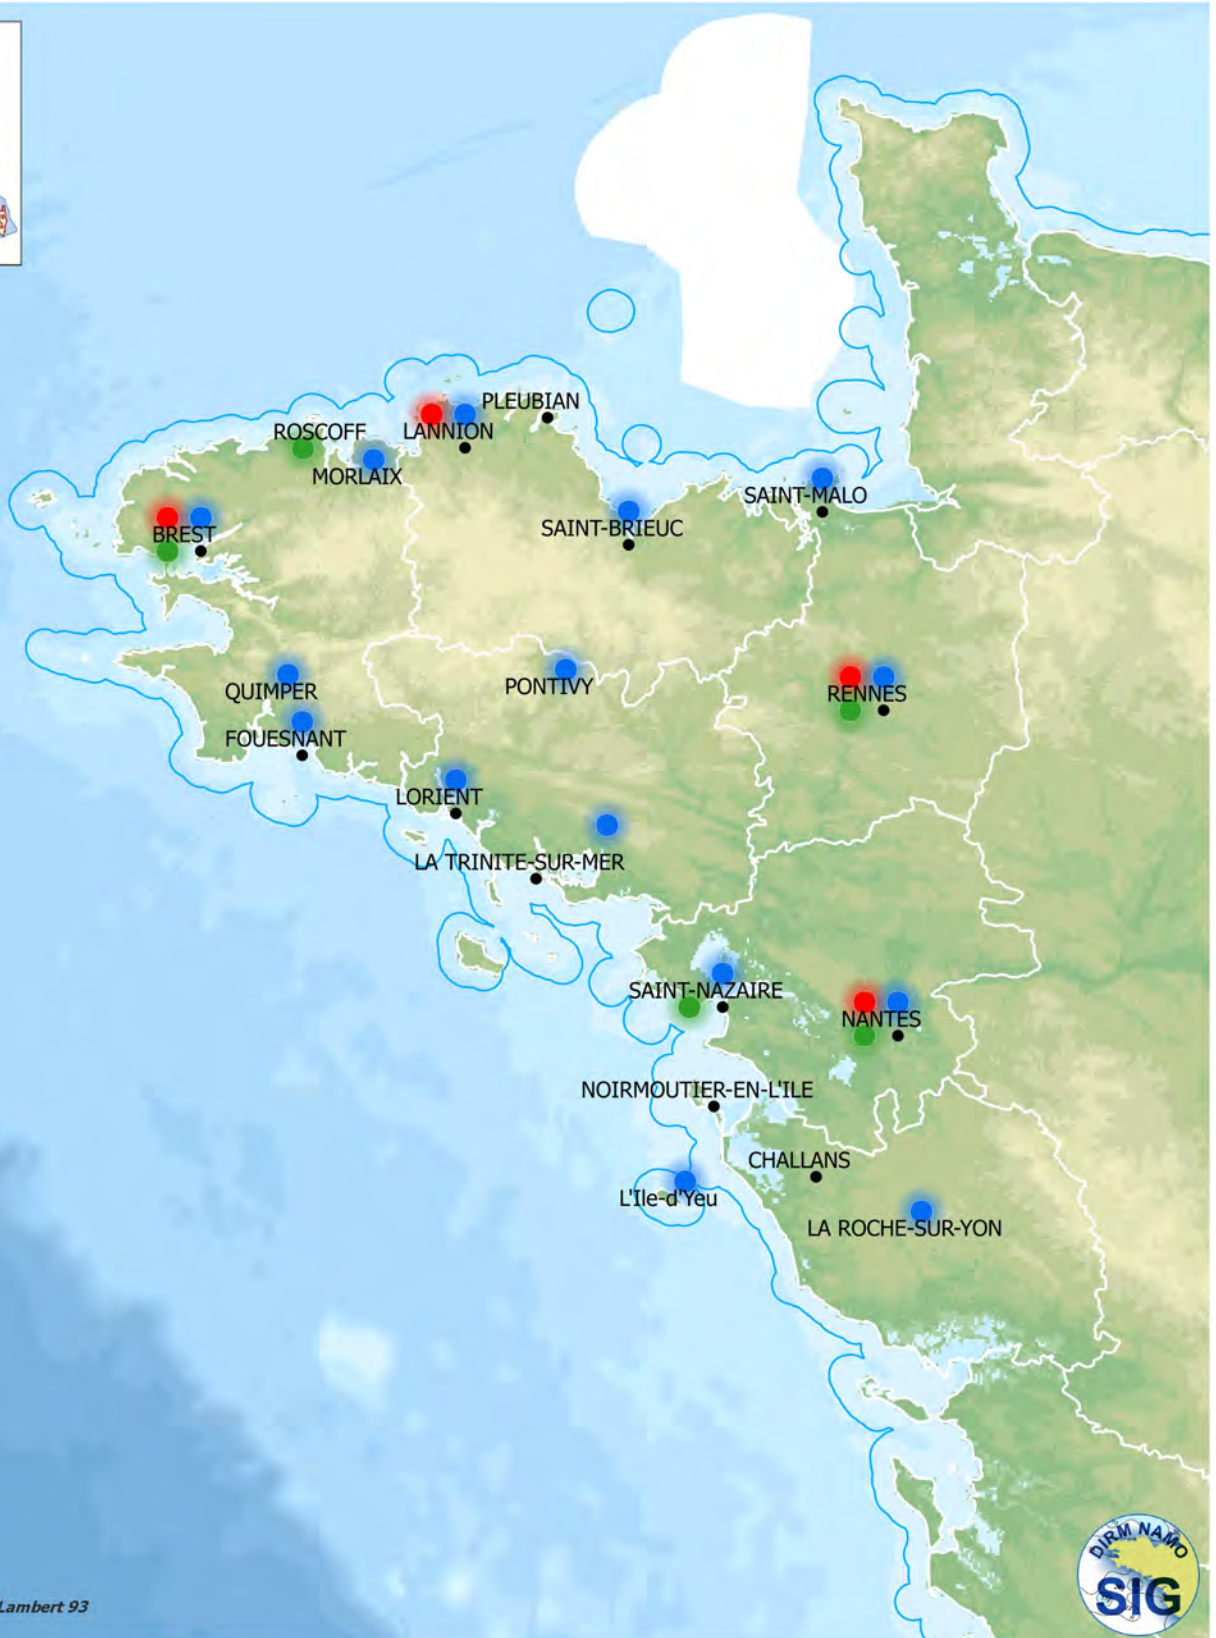 PLEUBIAN
ROSCOFF
LANNION
MORLAIX
SAINT-MALO
SAINT-BRIEUC
BREST
QUIMPER
PONTIVY
RENNES
FOUESNANT
LORIENT
LA TRINITE-SUR-MER
SAINT-NAZAIRE
NANTES
NOIRMOUTIER-EN-L'ILE
CHALLANS
L'Ile-d'Yeu
LA ROCHE-SUR-YON
DIRM NAMO
SIG
Lambert 93